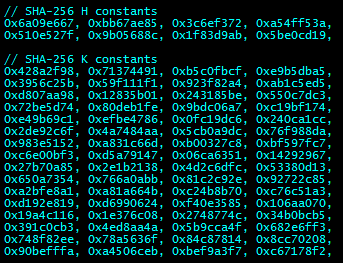 // SHA-256 H constants
0x6a09e667, 0xbb67ae85, 0x3c6ef372, 0xa54ff53a,
0x510e527f, 0x9b05688c, 0x1f83d9ab, 0x5be0cd19,
// SHA-256 K constants
0x428a2f98, 0x71374491, 0xb5c0fbcf, 0xe9b5dba5,
0x3956c25b, 0x59f111f1, 0x923f82a4, 0xab1c5ed5,
0xd807aa98, 0x12835b01, 0x243185be, 0x550c7dc3,
0x72be5d74, 0x80deb1fe, 0x9bdc06a7, 0xc19bf174,
0xe49b69c1, 0xefbe4786, 0x0fc19dc6, 0x240ca1cc,
0x2de92c6f, 0x4a7484aa, 0x5cb0a9dc, 0x76f988da,
0x983e5152, 0xa831c66d, 0xb00327c8, 0xbf597fc7,
0xc6e00bf3, 0xd5a79147, 0x06ca6351, 0x14292967,
0x27b70a85, 0x2e1b2138, 0x4d2c6dfc, 0x53380d13,
0x650a7354, 0x766a0abb, 0x81c2c92e, 0x92722c85,
0xa2bfe8a1, 0xa81a664b, 0xc24b8b70, 0xc76c51a3,
0xd192e819, 0xd6990624, 0xf40e3585, 0x106aa070,
0x19a4c116, 0x1e376c08, 0x2748774c, 0x34b0bcb5,
0x391c0cb3, 0x4ed8aa4a, 0x5b9cca4f, 0x682e6ff3,
0x748f82ee, 0x78a5636f, 0x84c87814, 0x8cc70208,
0x90befffa, 0xa4506ceb, 0xbef9a3f7, 0xc67178f2,